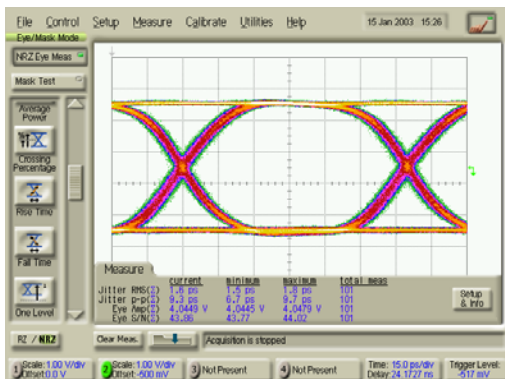 File Control Setup Measure Calibrate Utilities Help 15 Jan 2003 15:26
Eye/Mask Mode
NRZ Eye Meas
Mask Test
Average
Power
Crossing
Percentage
Rise Time
Fall Time
One Level
Measure
current minimum maximum total meas
Jitter RMS(Σ) 1.6 ps 1.5 ps 1.8 ps 101
Jitter p-p(Σ) 9.3 ps 6.7 ps 9.7 ps 101
Eye Amp(Σ) 4.0449 V 4.0445 V 4.0479 V 101
Eye S/N(Σ) 43.86 43.77 44.02 101
Setup
& Info
RZ / NRZ
Clear Meas.
Acquisition is stopped
1 Scale: 1.00 V/div
Offset: 0.0 V
2 Scale: 1.00 V/div
Offset: -500 mV
3 Not Present
4 Not Present
Time: 15.0 ps/div
Delay: 24.1727 ns
Trigger Level:
-517 mV